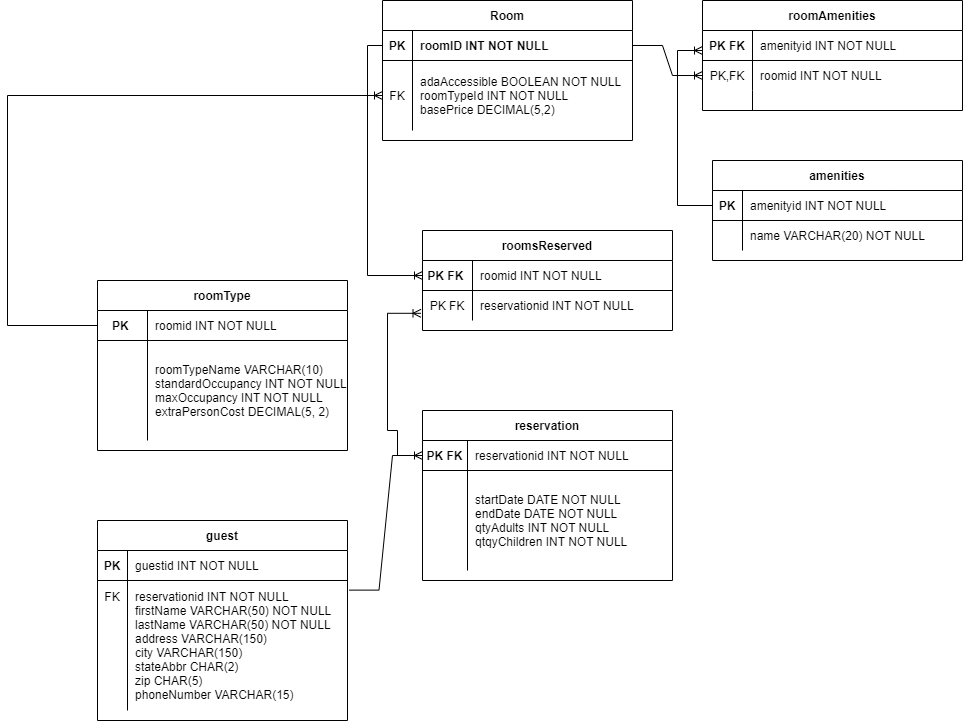 Room
PK roomID INT NOT NULL
adaAccessible BOOLEAN NOT NULL
FK roomTypeId INT NOT NULL
basePrice DECIMAL(5,2)
roomAmenities
PK FK amenityid INT NOT NULL
PK,FK roomid INT NOT NULL
amenities
PK amenityid INT NOT NULL
name VARCHAR(20) NOT NULL
roomsReserved
PK FK roomid INT NOT NULL
PK FK reservationid INT NOT NULL
roomType
PK roomid INT NOT NULL
roomTypeName VARCHAR(10)
standardOccupancy INT NOT NULL
maxOccupancy INT NOT NULL
extraPersonCost DECIMAL(5, 2)
reservation
PK FK reservationid INT NOT NULL
startDate DATE NOT NULL
endDate DATE NOT NULL
qtyAdults INT NOT NULL
qtqyChildren INT NOT NULL
guest
PK guestid INT NOT NULL
FK reservationid INT NOT NULL
firstName VARCHAR(50) NOT NULL
lastName VARCHAR(50) NOT NULL
address VARCHAR(150)
city VARCHAR(150)
stateAbbr CHAR(2)
zip CHAR(5)
phoneNumber VARCHAR(15)